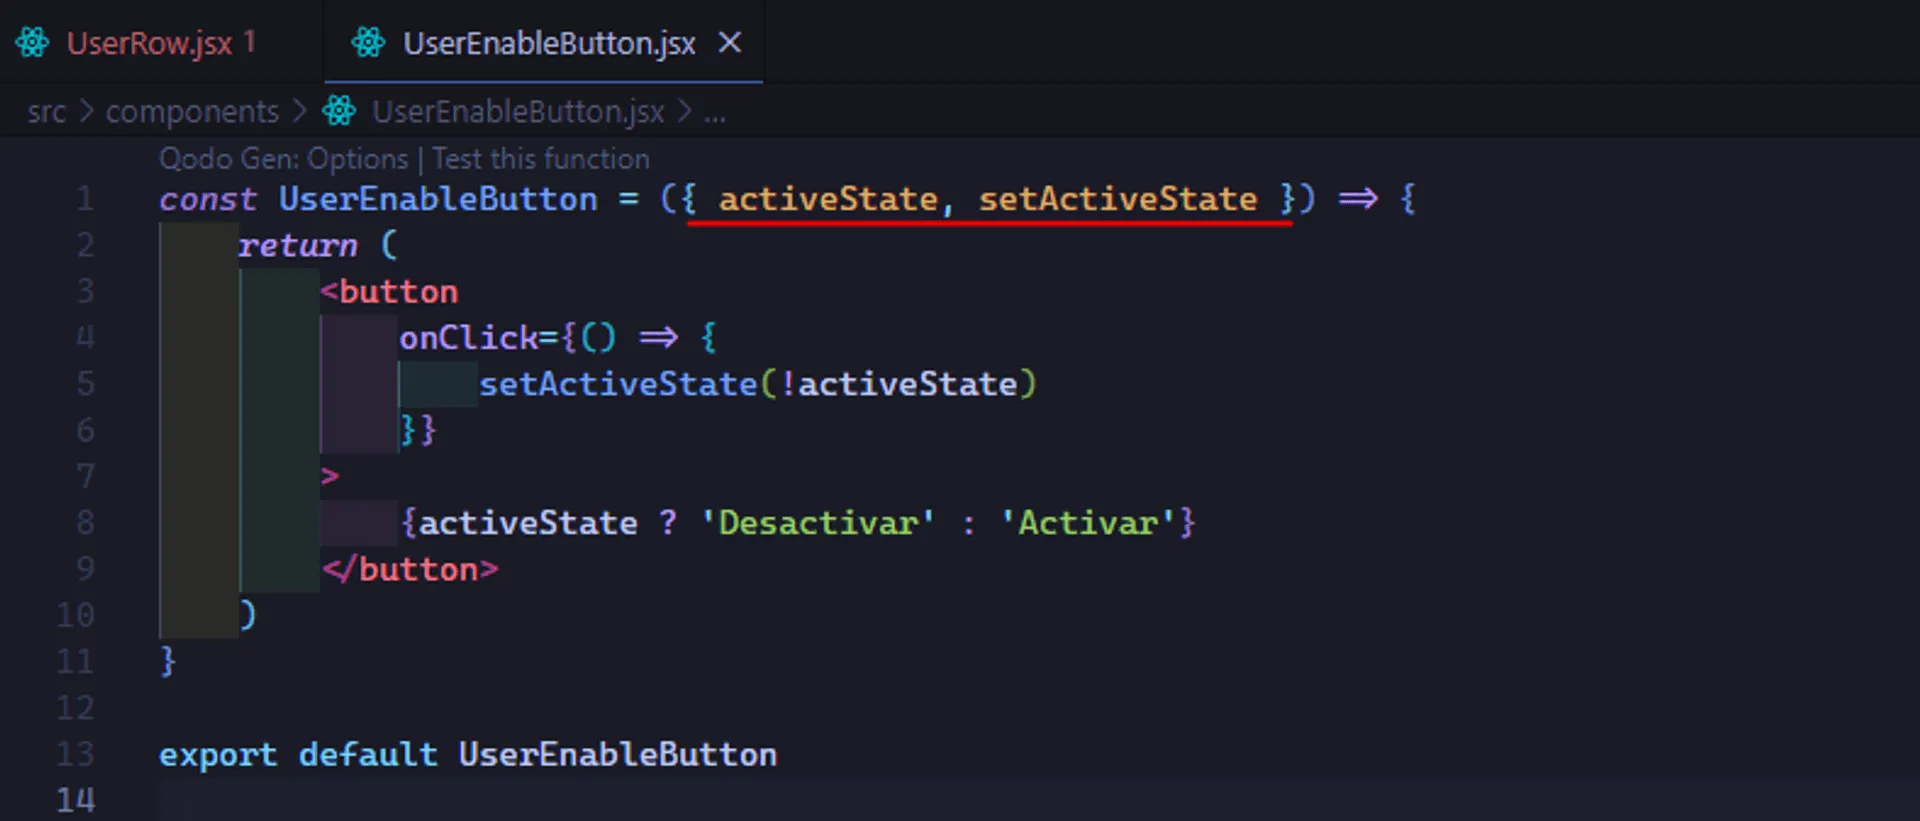 UserRow.jsx 1 UserEnableButton.jsx
src > components > UserEnableButton.jsx > ...
Qodo Gen: Options | Test this function
1 const UserEnableButton = ({ activeState, setActiveState }) => {
2 return (
3 <button
4 onClick={() => {
5 setActiveState(!activeState)
6 }}
7 >
8 {activeState ? 'Desactivar' : 'Activar'}
9 </button>
10 )
11 }
12
13 export default UserEnableButton
14